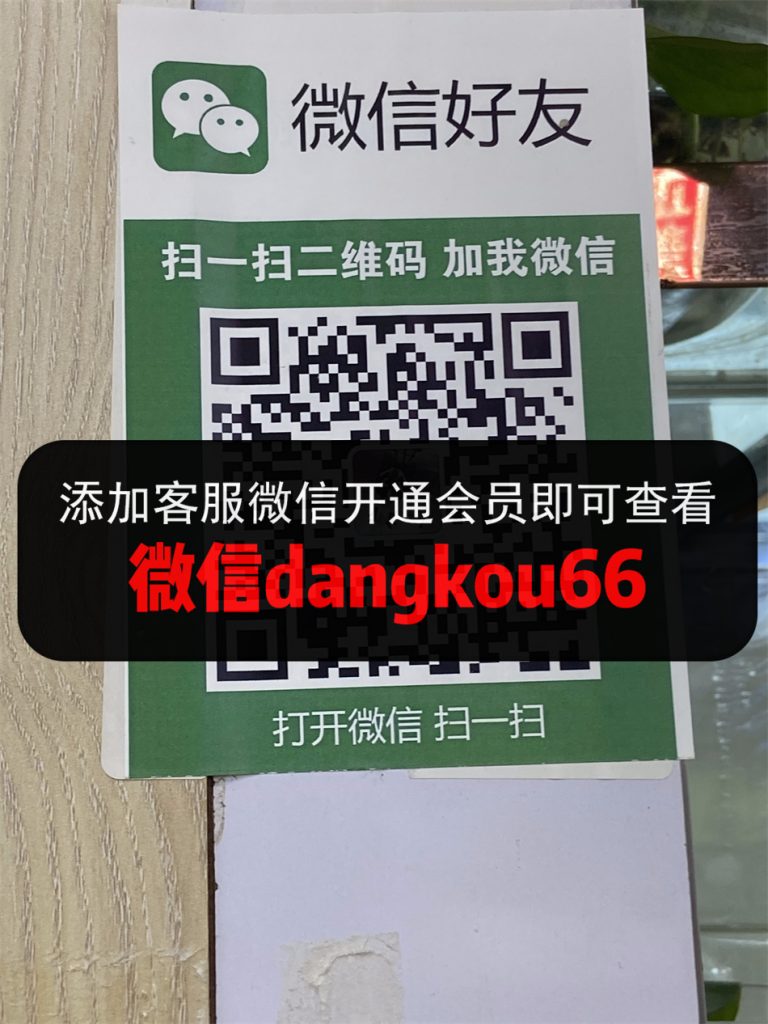 微信好友
扫一扫二维码 加我微信
添加客服微信开通会员即可查看
微信dangkou66
打开微信 扫一扫